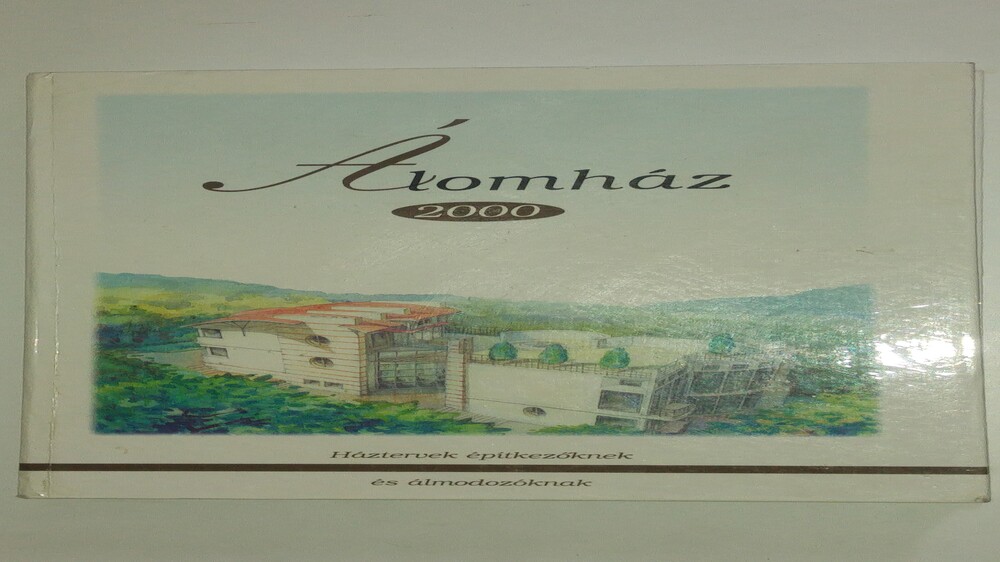 Álomház
2000
Háztervek építkezőknek
és álmodozóknak